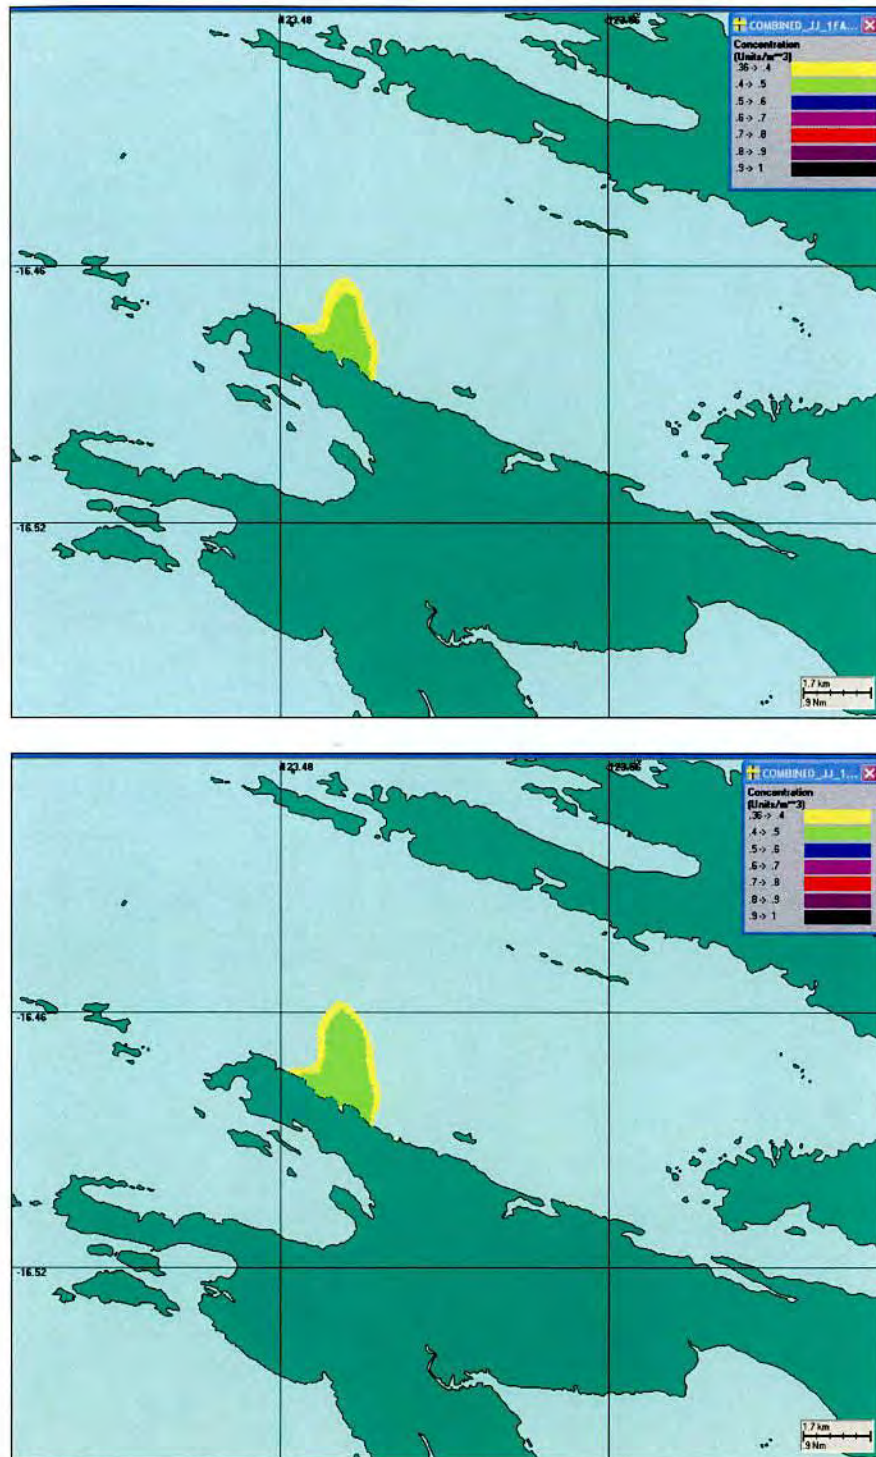 123.48
COMBINED_JJ_1FA...
Concentration
(Units/m**3)
.36 -> .4
.4 -> .5
.5 -> .6
.6 -> .7
.7 -> .8
.8 -> .9
.9 -> 1
-16.46
-16.52
1.7 km
.9 Nm
123.48
COMBINED_JJ_1...
Concentration
(Units/m**3)
.36 -> .4
.4 -> .5
.5 -> .6
.6 -> .7
.7 -> .8
.8 -> .9
.9 -> 1
-16.46
-16.52
1.7 km
.9 Nm